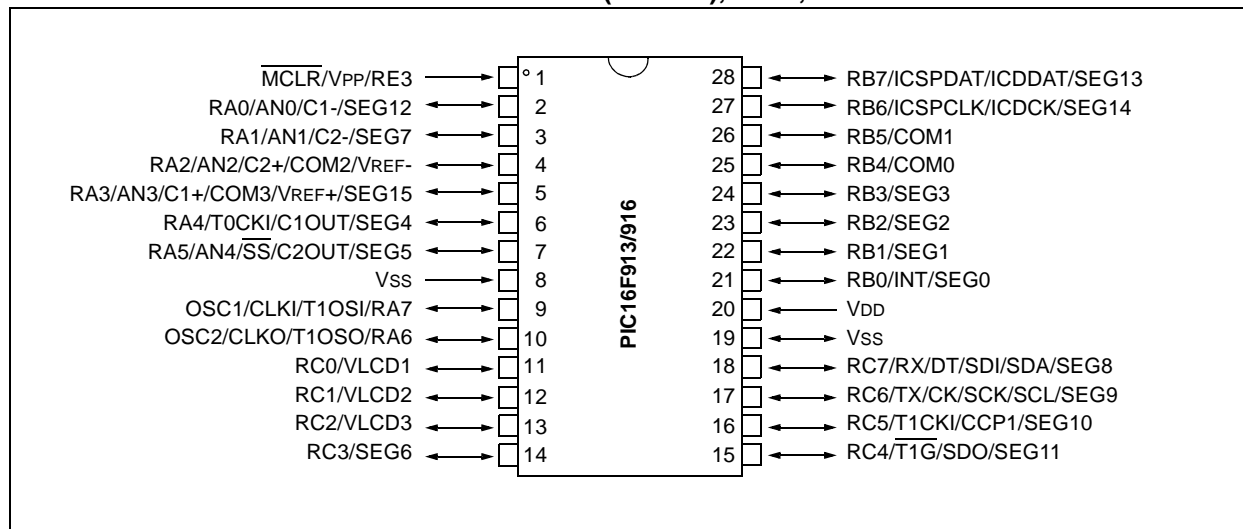 MCLR/VPP/RE3
RA0/AN0/C1-/SEG12
RA1/AN1/C2-/SEG7
RA2/AN2/C2+/COM2/VREF-
RA3/AN3/C1+/COM3/VREF+/SEG15
RA4/T0CKI/C1OUT/SEG4
RA5/AN4/SS/C2OUT/SEG5
VSS
OSC1/CLKI/T1OSI/RA7
OSC2/CLKO/T1OSO/RA6
RC0/VLCD1
RC1/VLCD2
RC2/VLCD3
RC3/SEG6
1
2
3
4
5
6
7
8
9
10
11
12
13
14
PIC16F913/916
28
27
26
25
24
23
22
21
20
19
18
17
16
15
RB7/ICSPDAT/ICDDAT/SEG13
RB6/ICSPCLK/ICDCK/SEG14
RB5/COM1
RB4/COM0
RB3/SEG3
RB2/SEG2
RB1/SEG1
RB0/INT/SEG0
VDD
VSS
RC7/RX/DT/SDI/SDA/SEG8
RC6/TX/CK/SCK/SCL/SEG9
RC5/T1CKI/CCP1/SEG10
RC4/T1G/SDO/SEG11